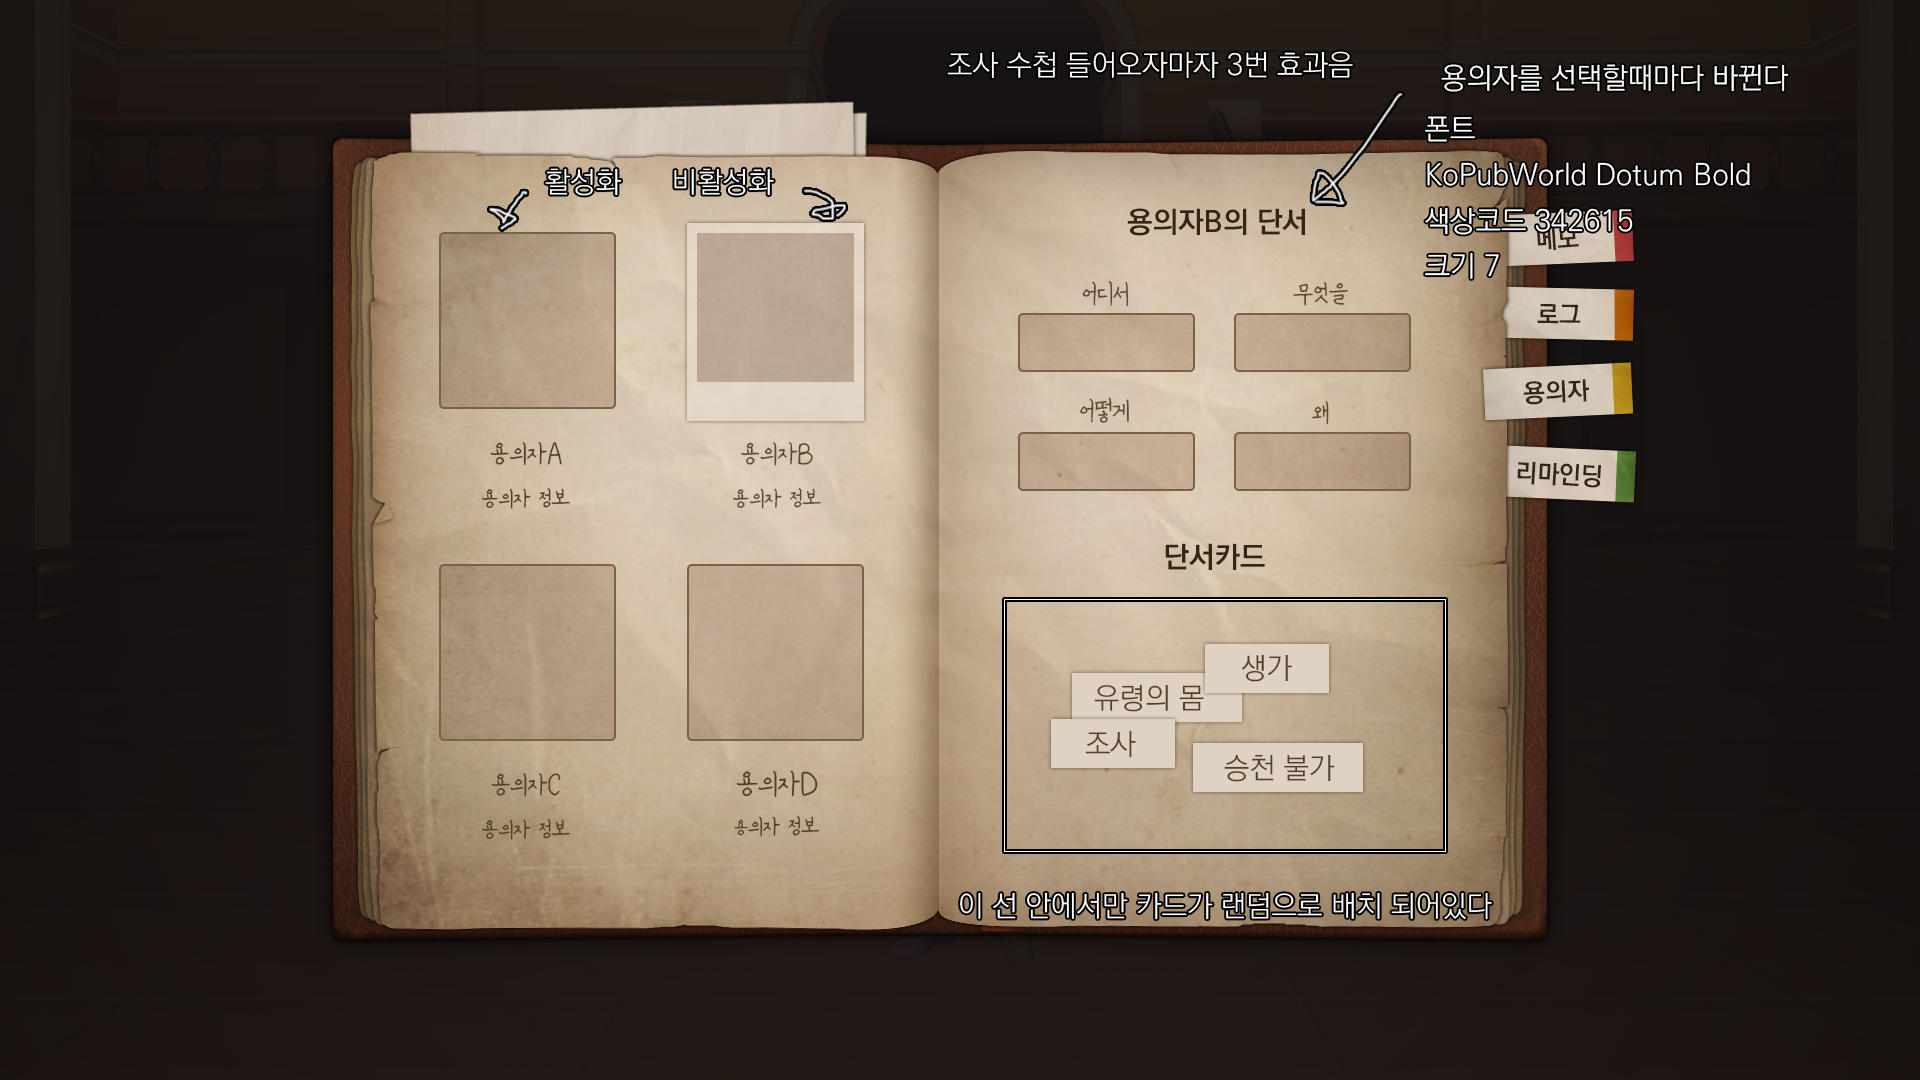 조사 수첩 들어오자마자 3번 효과음
용의자를 선택할때마다 바뀐다
폰트
KoPubWorld Dotum Bold
색상코드 342615
크기 7
활성화
비활성화
용의자A
용의자 정보
용의자B
용의자 정보
용의자C
용의자 정보
용의자D
용의자 정보
용의자B의 단서
어디서
무엇을
어떻게
왜
단서카드
생가
유령의 몸
조사
승천 불가
이 선 안에서만 카드가 랜덤으로 배치 되어있다
메모
로그
용의자
리마인딩